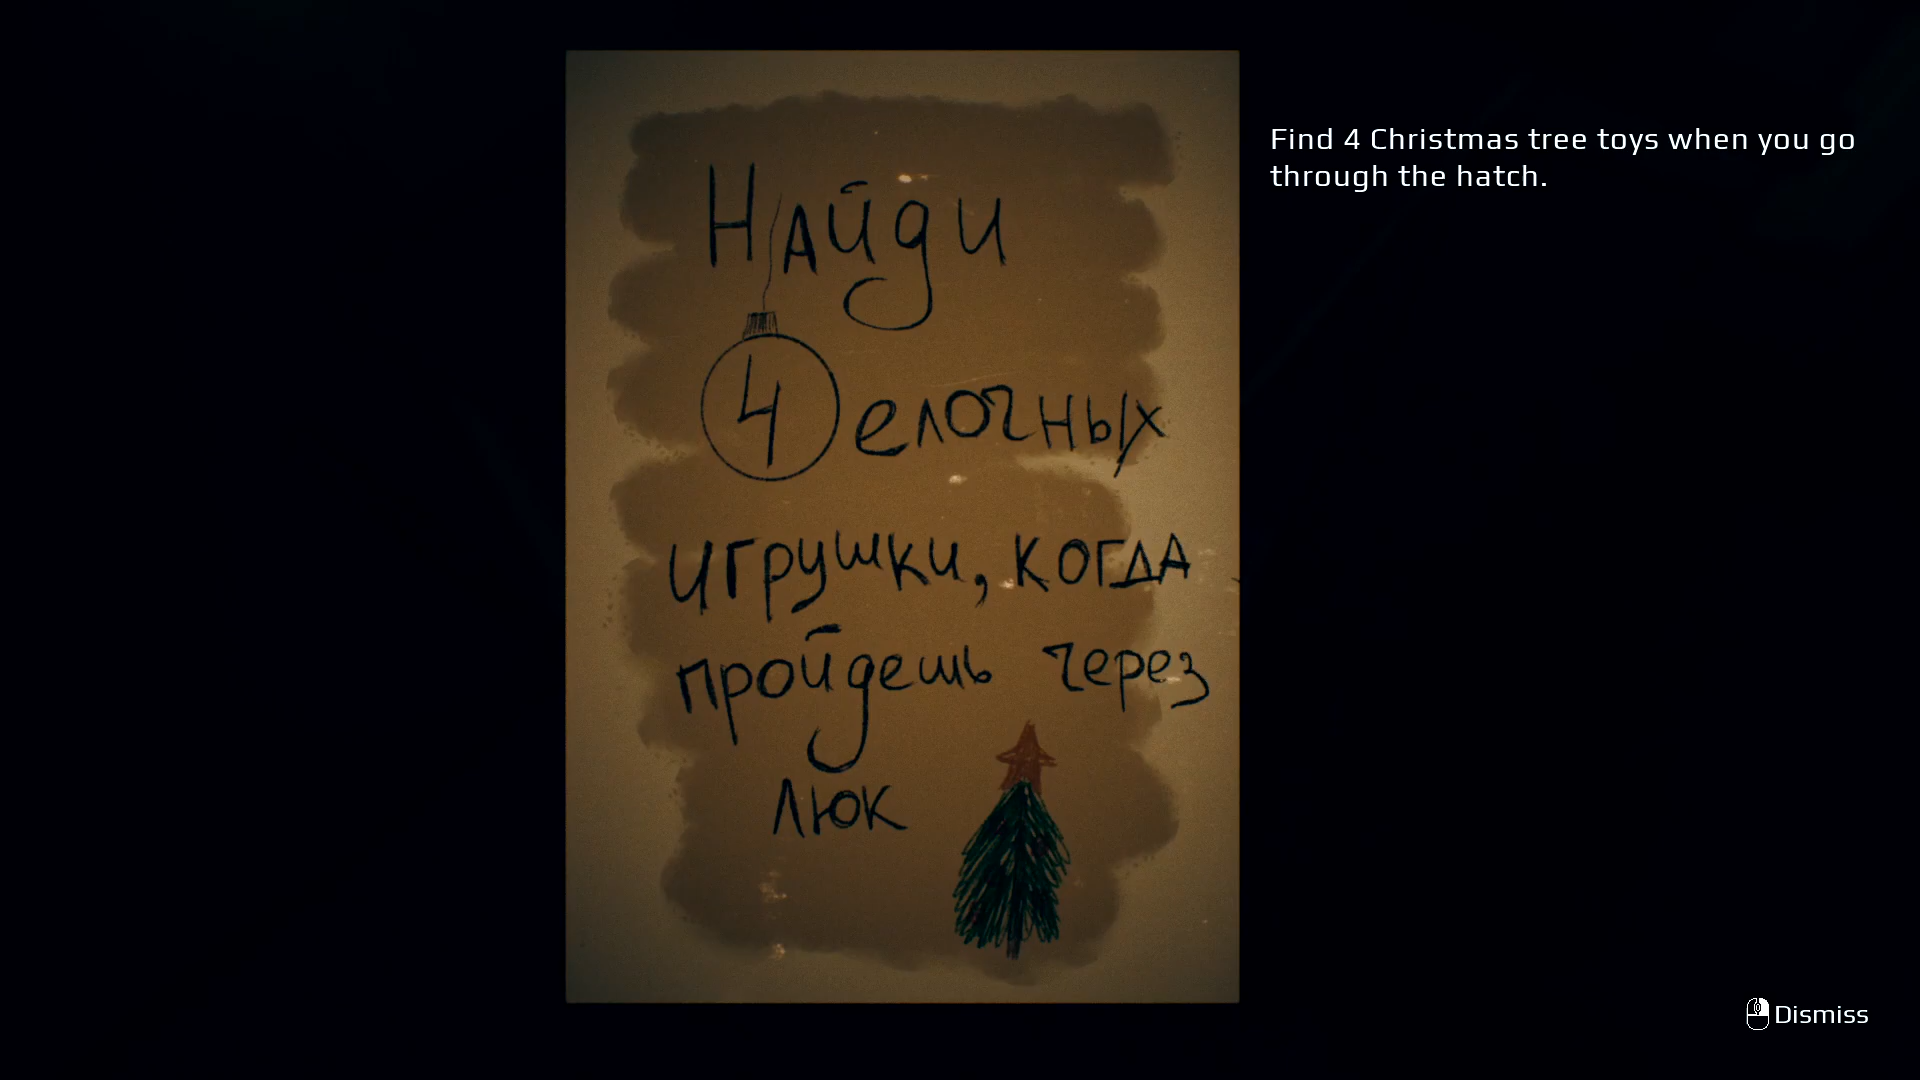 Найди
4 елочных
игрушки, когда
пройдешь через
люк
Find 4 Christmas tree toys when you go
through the hatch.
Dismiss